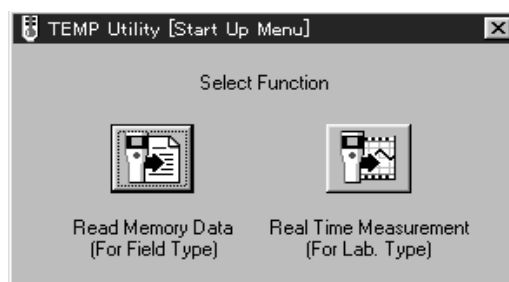 TEMP Utility [Start Up Menu]
Select Function
Read Memory Data
(For Field Type)
Real Time Measurement
(For Lab. Type)